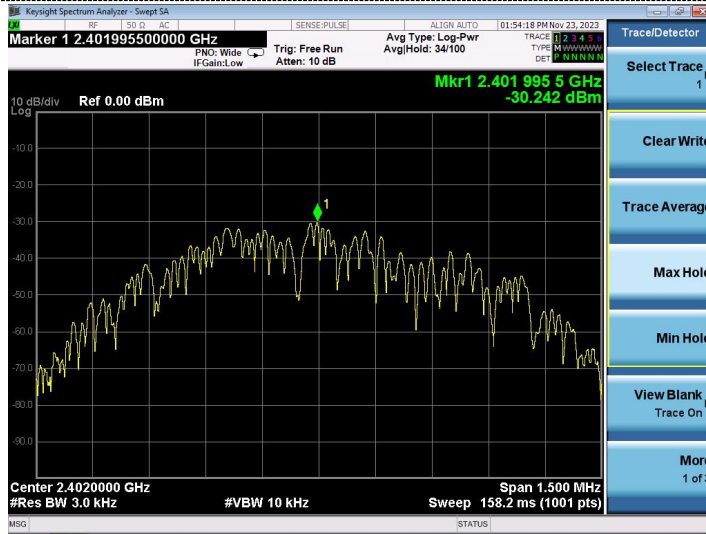 Keysight Spectrum Analyzer - Swept SA
LXI RF 50 Ω AC SENSE:PULSE ALIGN AUTO 01:54:18 PM Nov 23, 2023
Marker 1 2.401995500000 GHz
PNO: Wide
IFGain:Low
Trig: Free Run
Atten: 10 dB
Avg Type: Log-Pwr
Avg|Hold: 34/100
TRACE 1 2 3 4 5 6
TYPE M WWWWW
DET P N N N N N
Mkr1 2.401 995 5 GHz
-30.242 dBm
10 dB/div Ref 0.00 dBm
Log
-10.0
-20.0
1
-30.0
-40.0
-50.0
-60.0
-70.0
-80.0
-90.0
Center 2.4020000 GHz Span 1.500 MHz
#Res BW 3.0 kHz #VBW 10 kHz Sweep 158.2 ms (1001 pts)
MSG STATUS
Trace/Detector
Select Trace
1
Clear Write
Trace Average
Max Hold
Min Hold
View Blank
Trace On
More
1 of 3